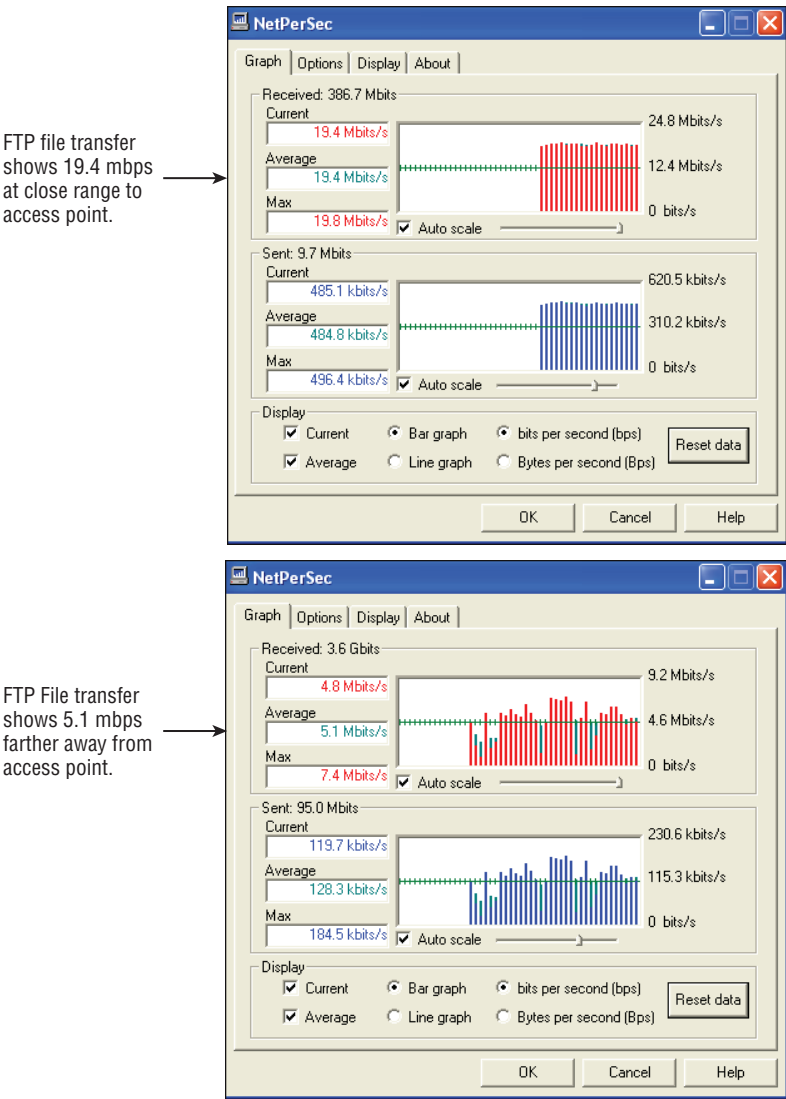 NetPerSec
Graph Options Display About
FTP file transfer
shows 19.4 mbps
at close range to
access point.
Received: 386.7 Mbits
Current
19.4 Mbits/s
Average
19.4 Mbits/s
Max
19.8 Mbits/s
24.8 Mbits/s
12.4 Mbits/s
0 bits/s
Auto scale
Sent: 9.7 Mbits
Current
485.1 kbits/s
Average
484.8 kbits/s
Max
496.4 kbits/s
620.5 kbits/s
310.2 kbits/s
0 bits/s
Auto scale
Display
Current Bar graph bits per second (bps)
Average Line graph Bytes per second (Bps)
Reset data
OK Cancel Help
NetPerSec
Graph Options Display About
FTP File transfer
shows 5.1 mbps
farther away from
access point.
Received: 3.6 Gbits
Current
4.8 Mbits/s
Average
5.1 Mbits/s
Max
7.4 Mbits/s
9.2 Mbits/s
4.6 Mbits/s
0 bits/s
Auto scale
Sent: 95.0 Mbits
Current
119.7 kbits/s
Average
128.3 kbits/s
Max
184.5 kbits/s
230.6 kbits/s
115.3 kbits/s
0 bits/s
Auto scale
Display
Current Bar graph bits per second (bps)
Average Line graph Bytes per second (Bps)
Reset data
OK Cancel Help